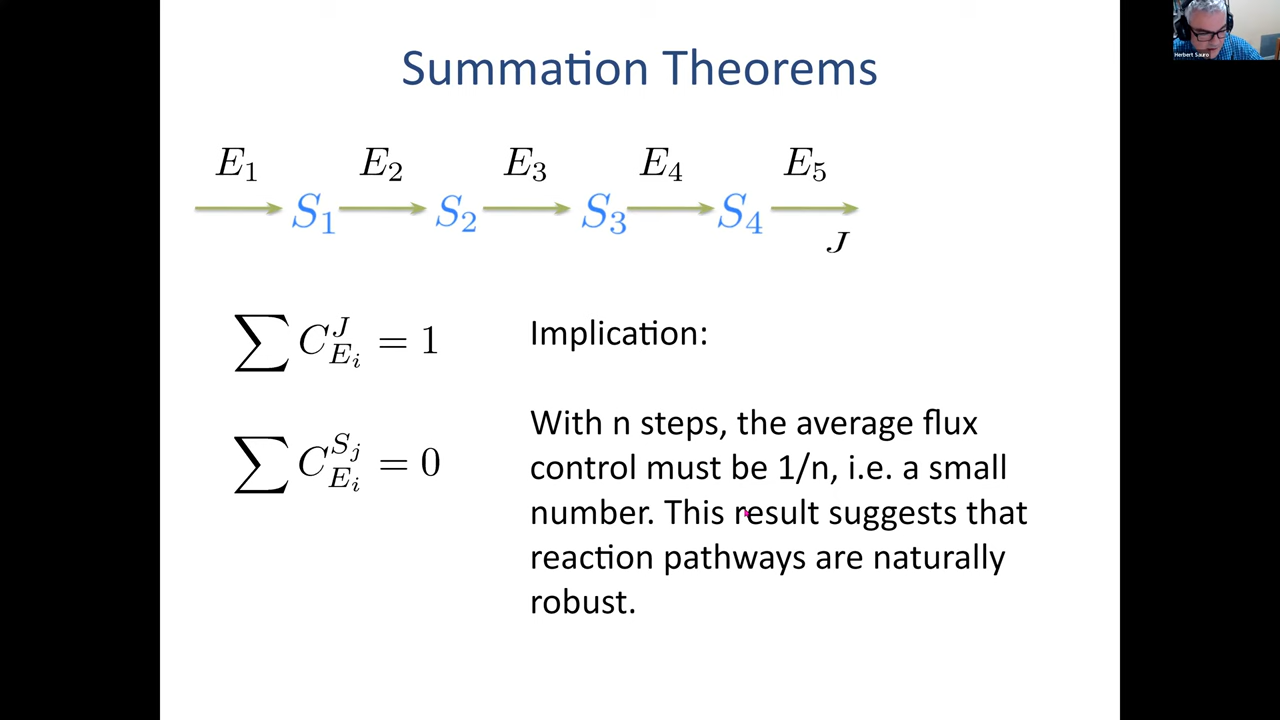 Herbert Sauro
Summation Theorems
E₁ E₂ E₃ E₄ E₅
S₁ S₂ S₃ S₄
J
∑ C^J_{E_i} = 1
∑ C^{S_j}_{E_i} = 0
Implication:
With n steps, the average flux
control must be 1/n, i.e. a small
number. This result suggests that
reaction pathways are naturally
robust.